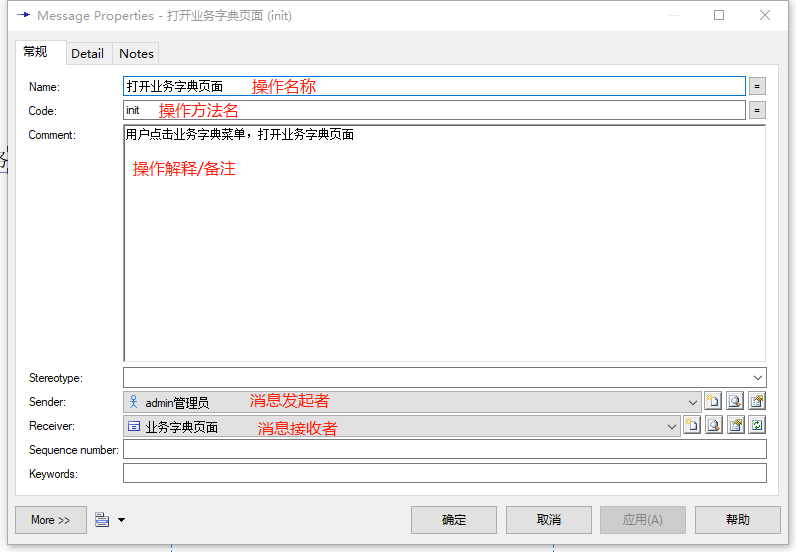 Message Properties - 打开业务字典页面 (init)
常规 Detail Notes
Name: 打开业务字典页面 操作名称 =
Code: init 操作方法名 =
Comment: 用户点击业务字典菜单，打开业务字典页面
操作解释/备注
Stereotype:
Sender: admin管理员 消息发起者
Receiver: 业务字典页面 消息接收者
Sequence number:
Keywords:
More >> 确定 取消 应用(A) 帮助